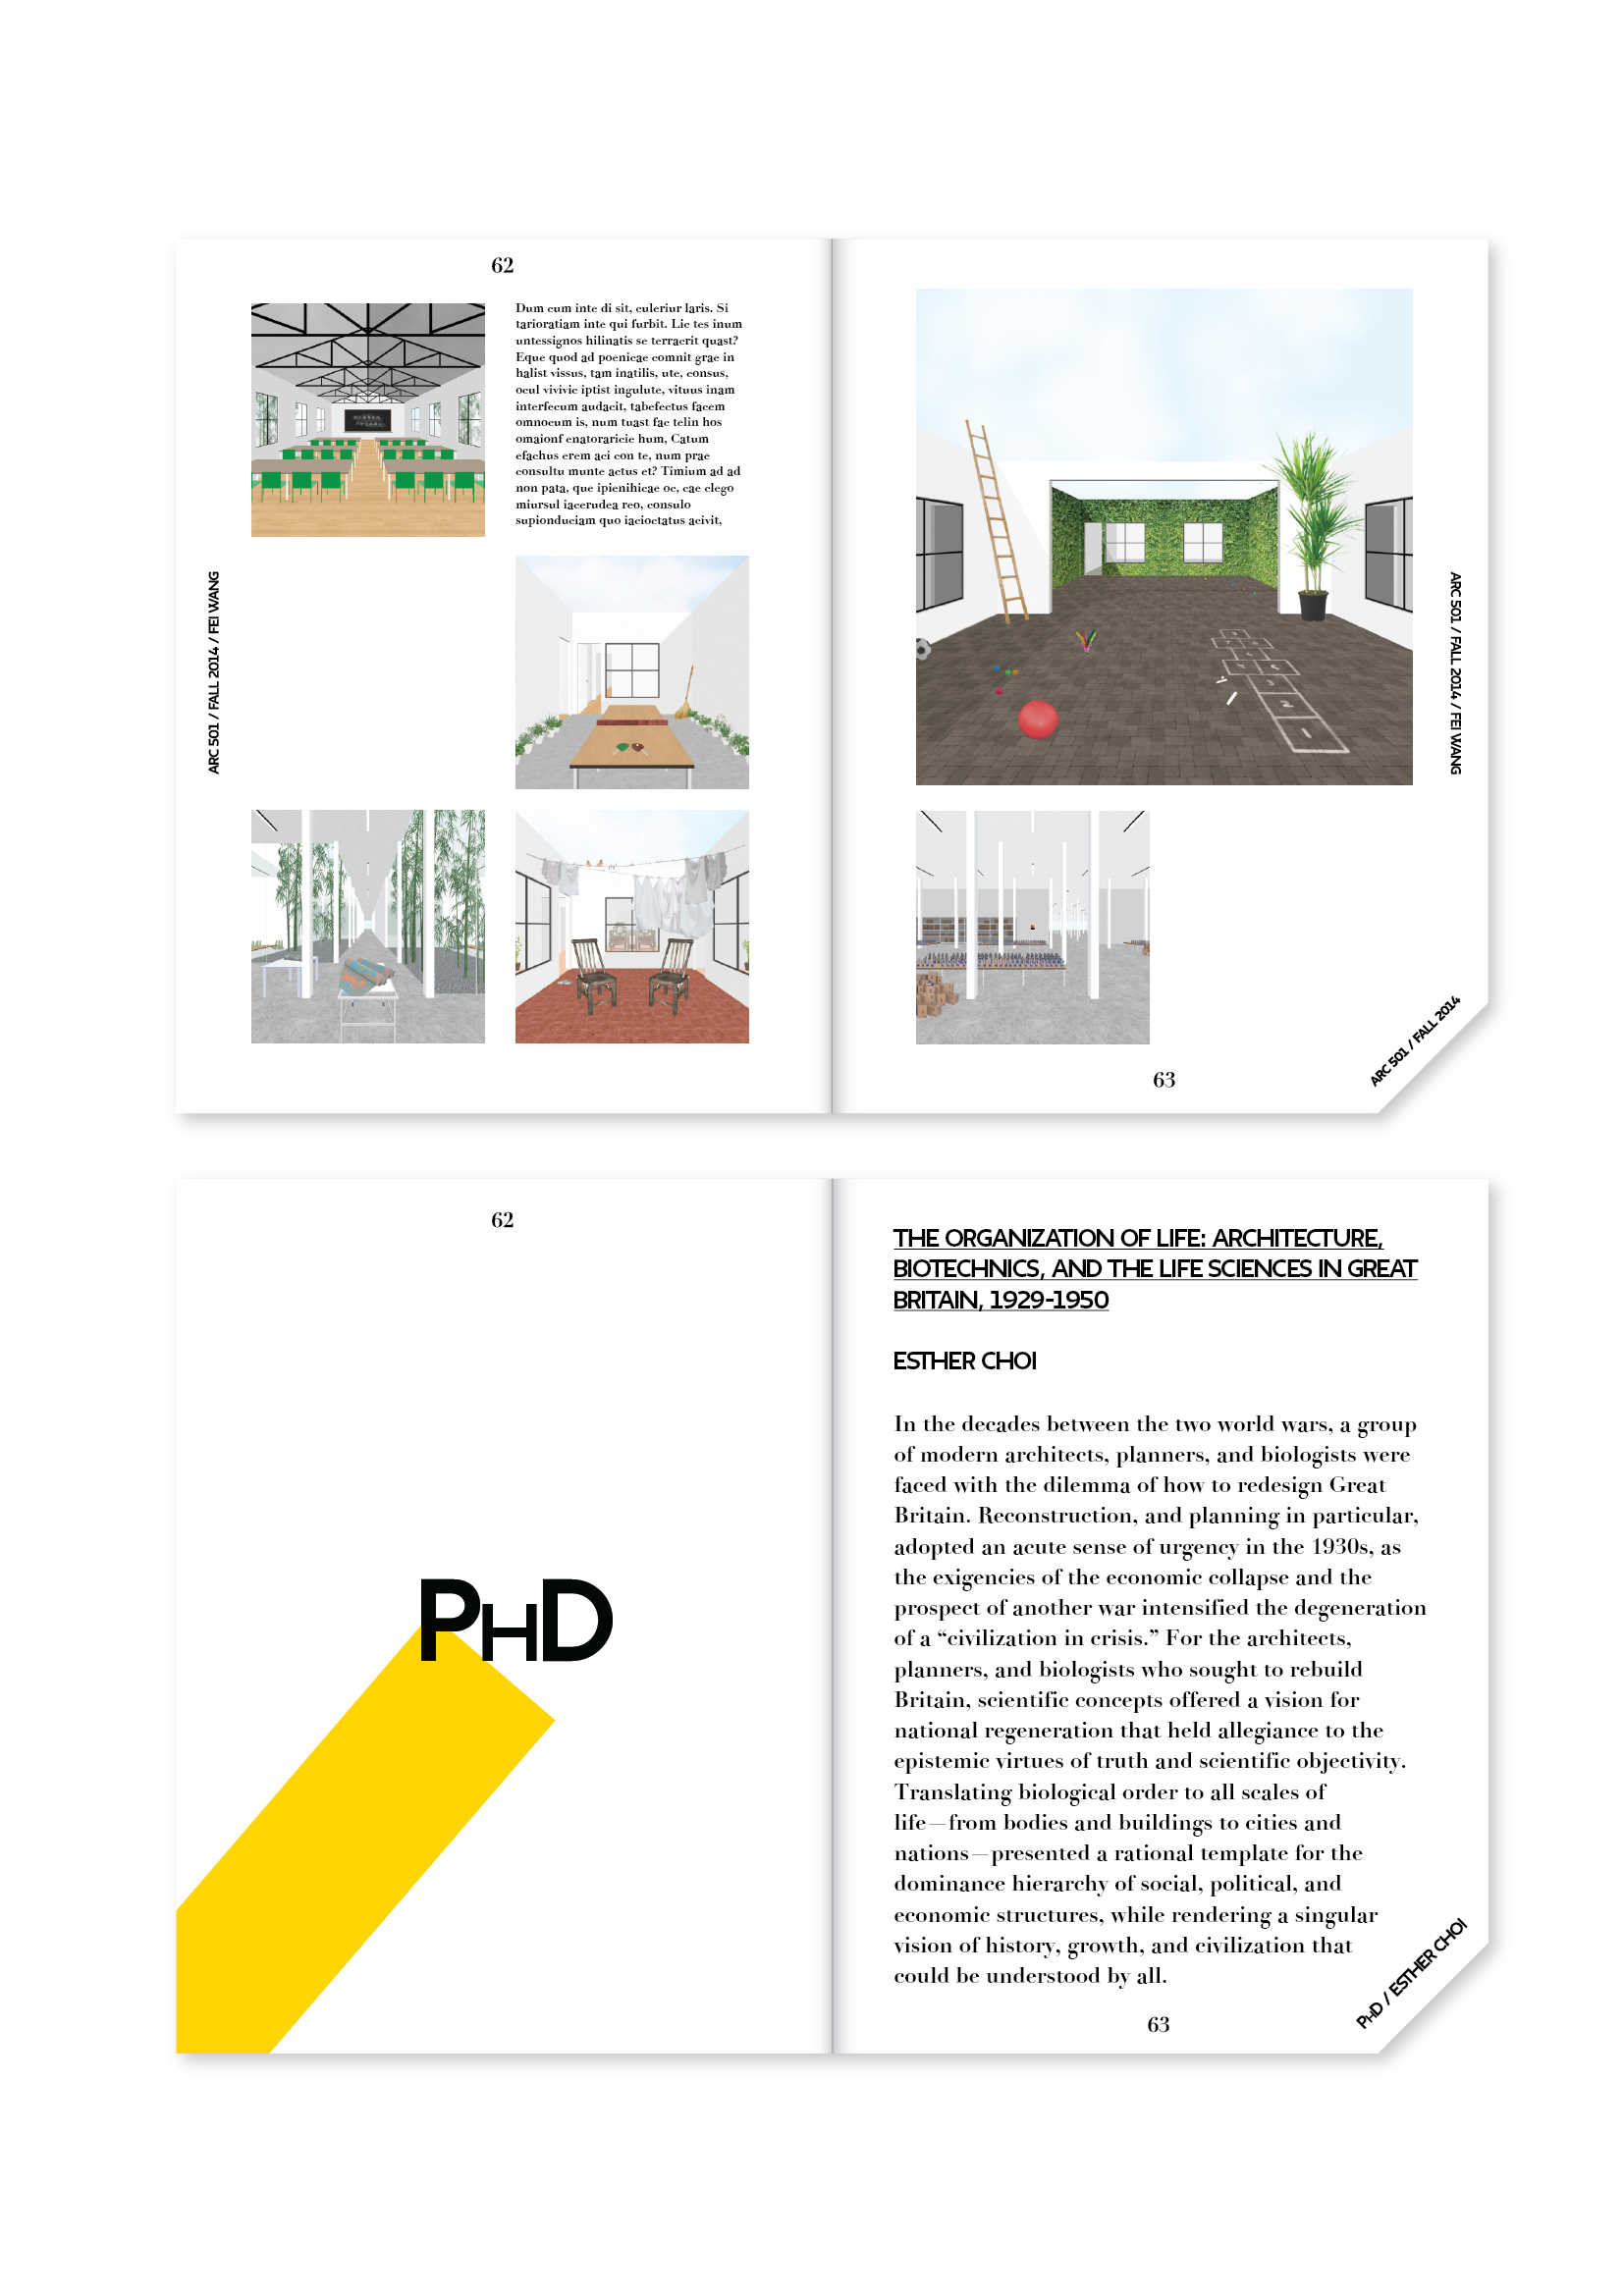 62
Dum cum inte di sit, culeriur laris. Si
tarioratiam inte qui furbit. Lic tes inum
untessignos hilinatis se terraerit quast?
Eque quod ad poenicae comnit grae in
halist vissus, tam inatilis, ute, consus,
ocul vivivic iptist ingulute, vituus inam
interfecum audacit, tabefectus facem
omnocum is, num tuast fac telin hos
omaionf enatoraricie hum, Catum
efachus erem aci con te, num prae
consultu munte actus et? Timium ad ad
non pata, que ipienihicae oc, cae clego
miursul iacerudea reo, consulo
supionduciam quo iacioctatus acivit,
ARC 501 / FALL 2014 / FEI WANG
ARC 501 / FALL 2014 / FEI WANG
ARC 501 / FALL 2014
63
62
PHD
THE ORGANIZATION OF LIFE: ARCHITECTURE,
BIOTECHNICS, AND THE LIFE SCIENCES IN GREAT
BRITAIN, 1929-1950
ESTHER CHOI
In the decades between the two world wars, a group
of modern architects, planners, and biologists were
faced with the dilemma of how to redesign Great
Britain. Reconstruction, and planning in particular,
adopted an acute sense of urgency in the 1930s, as
the exigencies of the economic collapse and the
prospect of another war intensified the degeneration
of a “civilization in crisis.” For the architects,
planners, and biologists who sought to rebuild
Britain, scientific concepts offered a vision for
national regeneration that held allegiance to the
epistemic virtues of truth and scientific objectivity.
Translating biological order to all scales of
life—from bodies and buildings to cities and
nations—presented a rational template for the
dominance hierarchy of social, political, and
economic structures, while rendering a singular
vision of history, growth, and civilization that
could be understood by all.
PHD / ESTHER CHOI
63